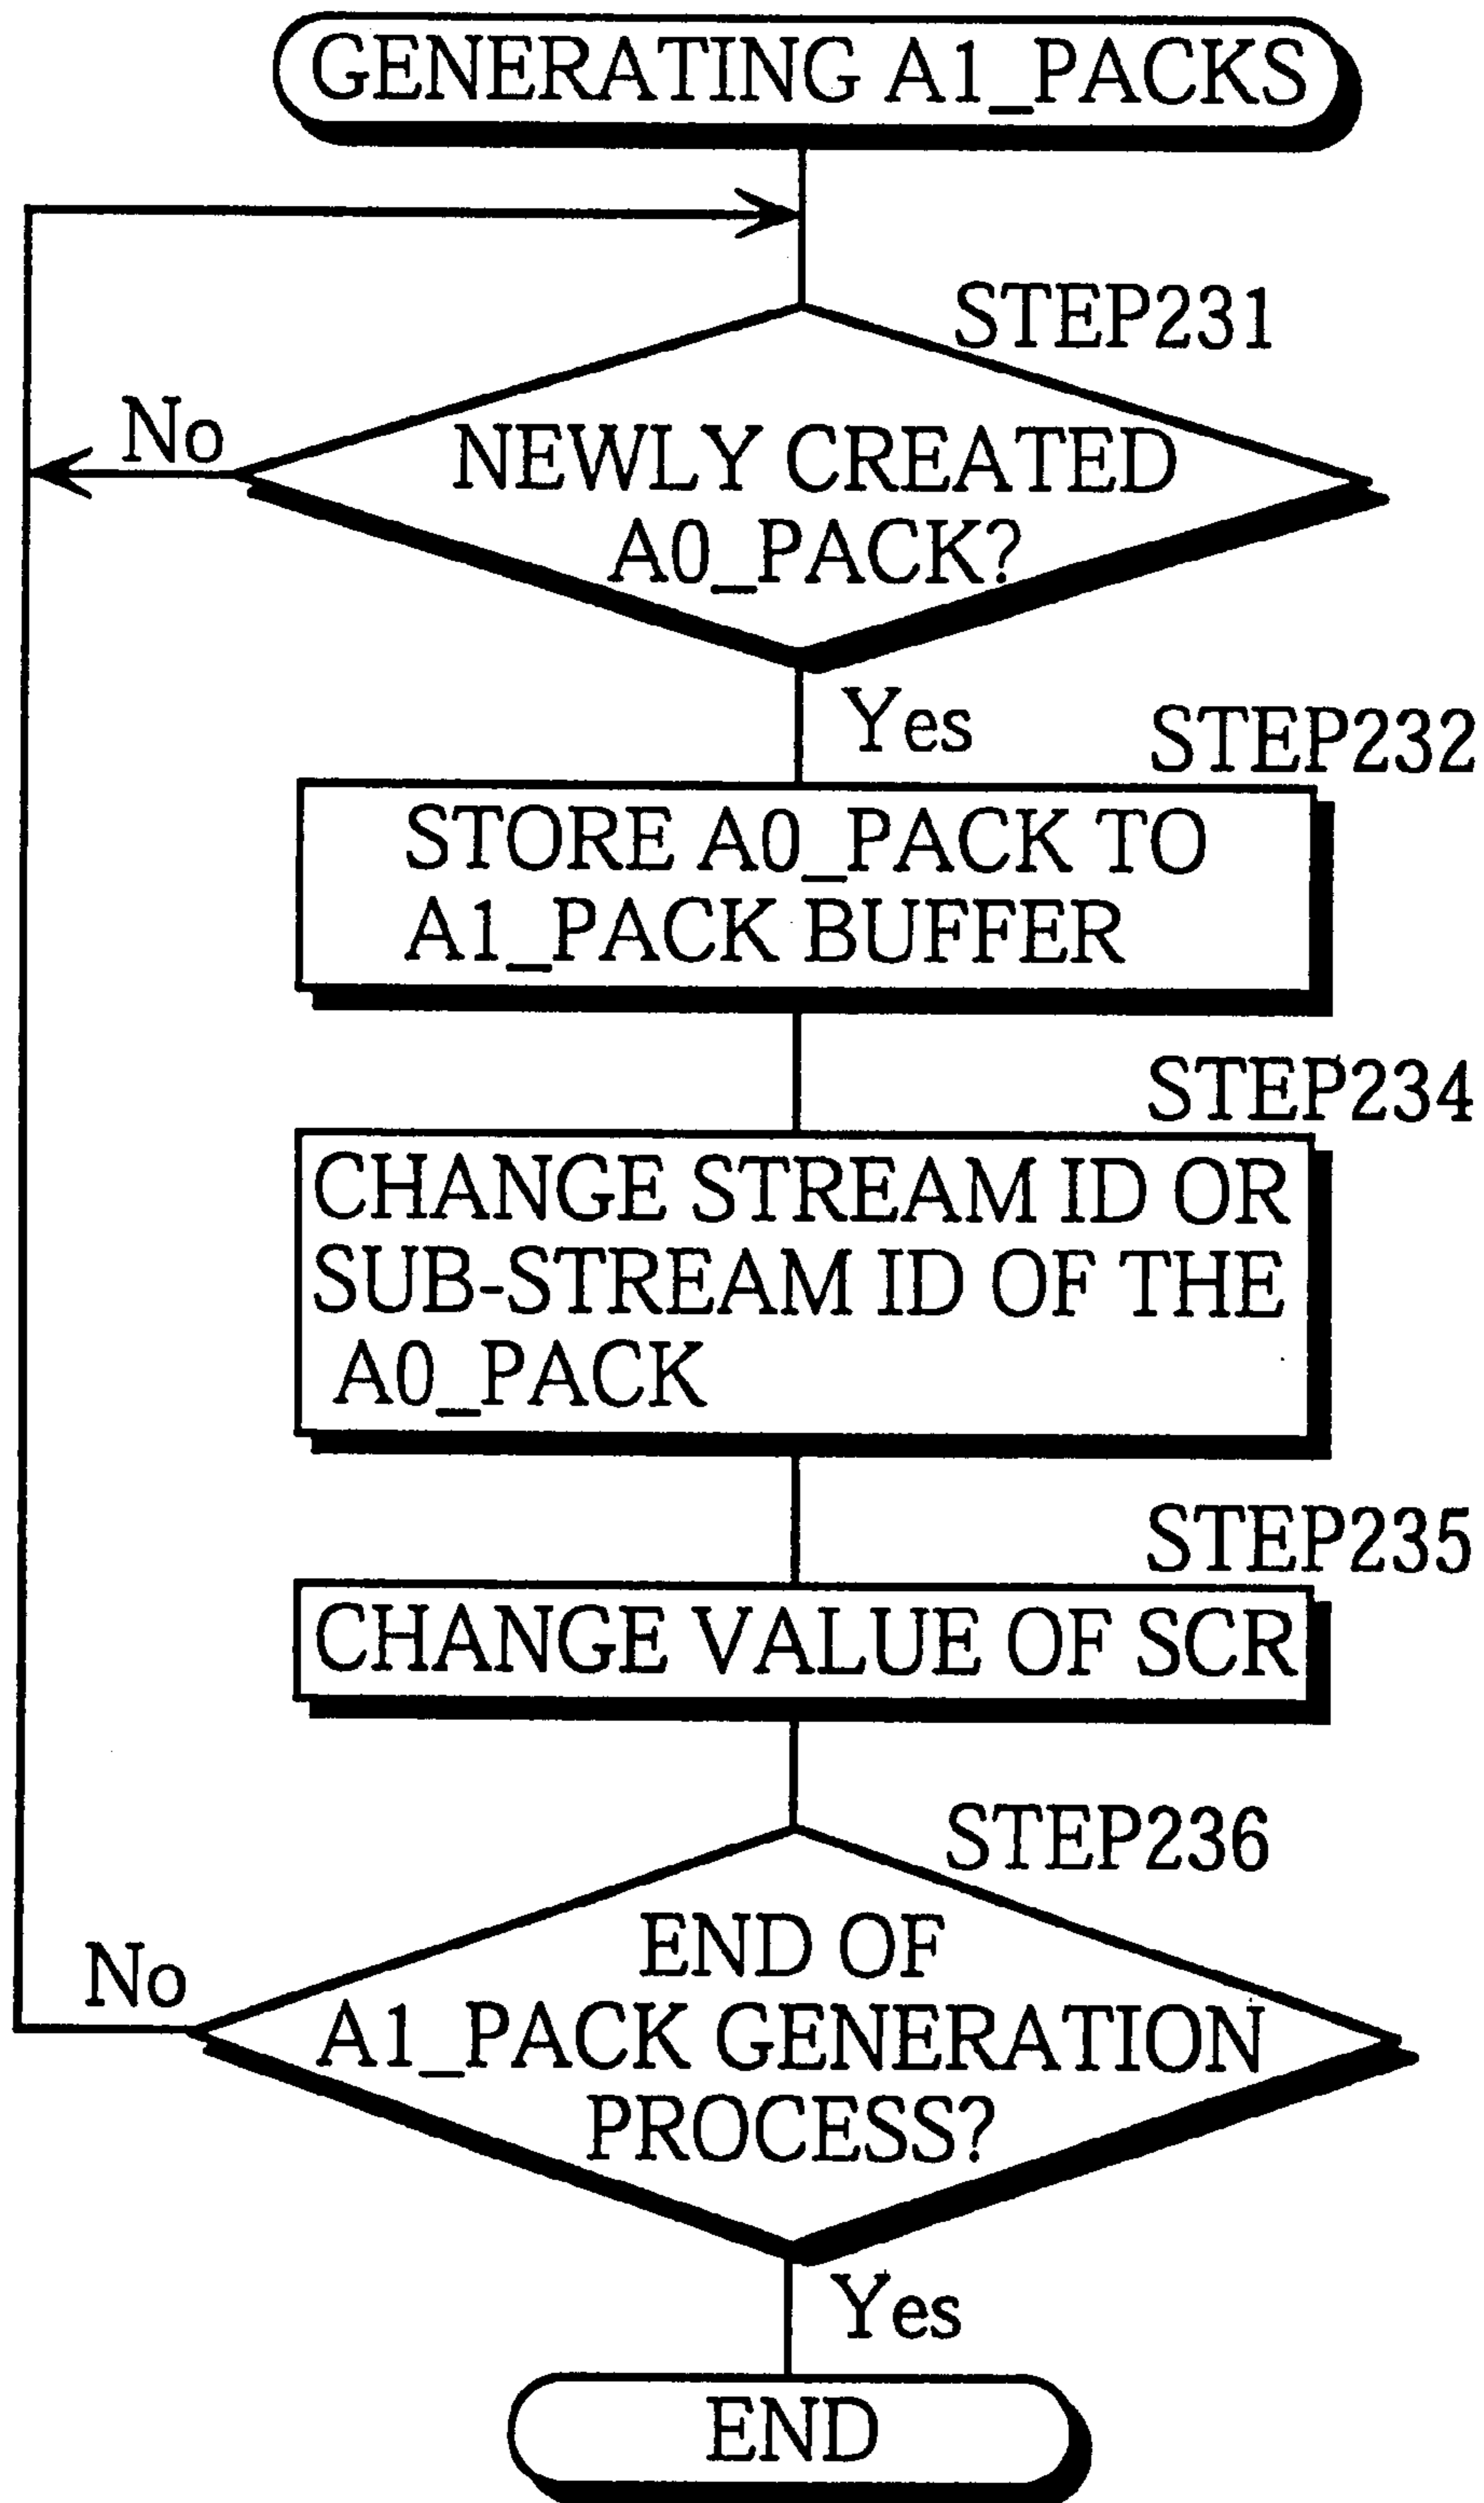 GENERATING A1_PACKS
STEP231
No
NEWLY CREATED
A0_PACK?
Yes
STEP232
STORE A0_PACK TO
A1_PACK BUFFER
STEP234
CHANGE STREAM ID OR
SUB-STREAM ID OF THE
A0_PACK
STEP235
CHANGE VALUE OF SCR
STEP236
END OF
No
A1_PACK GENERATION
PROCESS?
Yes
END